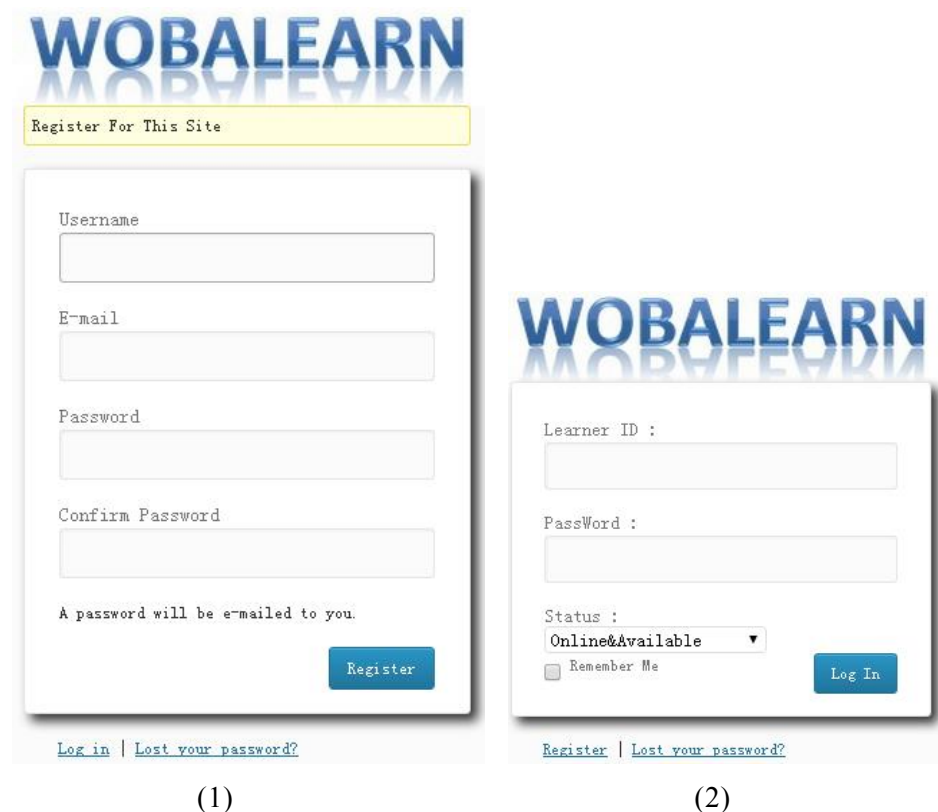 WOBALEARN
Register For This Site
Username
E-mail
Password
Confirm Password
A password will be e-mailed to you.
Register
Log in | Lost your password?
(1)
WOBALEARN
Learner ID :
PassWord :
Status :
Online&Available
Remember Me
Log In
Register | Lost your password?
(2)